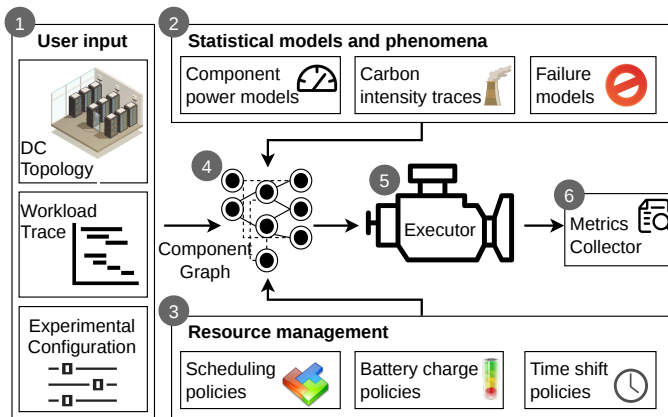 1
User input
DC
Topology
Workload
Trace
Experimental
Configuration
2
Statistical models and phenomena
Component
power models
Carbon
intensity traces
Failure
models
4
Component
Graph
5
Executor
6
Metrics
Collector
3
Resource management
Scheduling
policies
Battery charge
policies
Time shift
policies